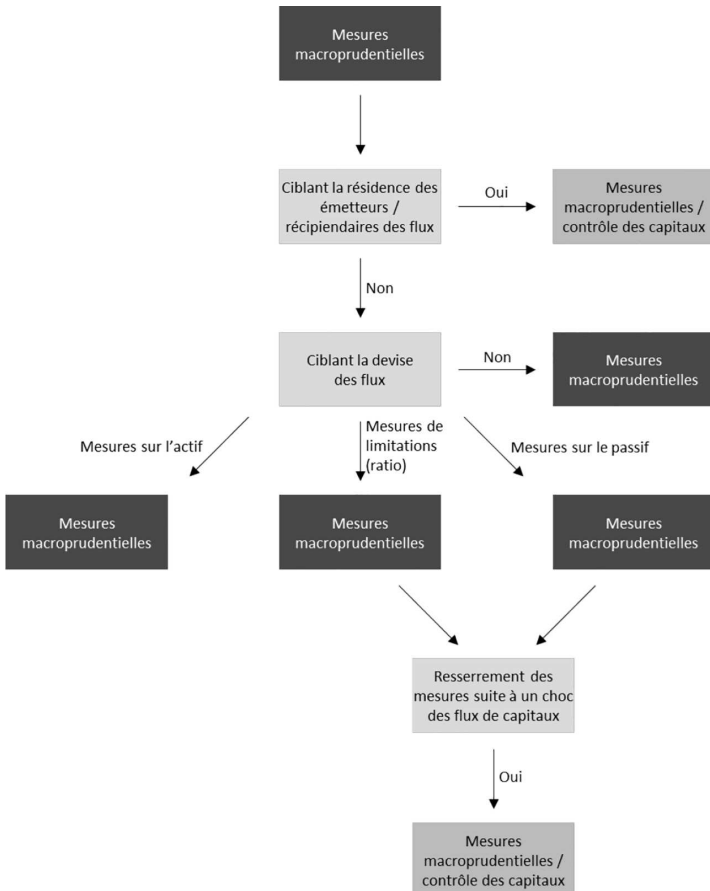 Mesures
macroprudentielles
Ciblant la résidence des
émetteurs /
récipiendaires des flux
Oui
Mesures
macroprudentielles /
contrôle des capitaux
Non
Ciblant la devise
des flux
Non
Mesures
macroprudentielles
Mesures sur l'actif
Mesures de
limitations
(ratio)
Mesures sur le passif
Mesures
macroprudentielles
Mesures
macroprudentielles
Mesures
macroprudentielles
Resserrement des
mesures suite à un choc
des flux de capitaux
Oui
Mesures
macroprudentielles /
contrôle des capitaux